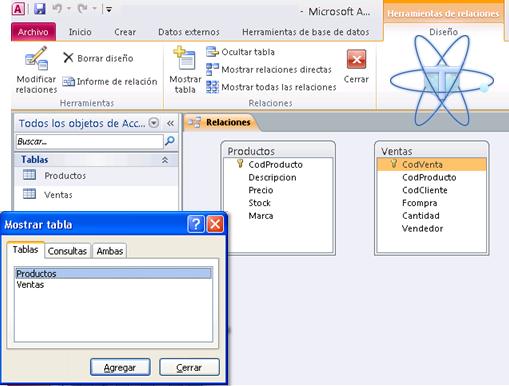 - Microsoft A...
Herramientas de relaciones
Archivo Inicio Crear Datos externos Herramientas de base de datos Diseño
Modificar relaciones
Borrar diseño
Informe de relación
Herramientas
Mostrar tabla
Ocultar tabla
Mostrar relaciones directas
Mostrar todas las relaciones
Cerrar
Relaciones
Todos los objetos de Acc...
Buscar...
Tablas
Productos
Ventas
Relaciones
Productos
CodProducto
Descripcion
Precio
Stock
Marca
Ventas
CodVenta
CodProducto
CodCliente
Fcompra
Cantidad
Vendedor
Mostrar tabla
Tablas Consultas Ambas
Productos
Ventas
Agregar Cerrar